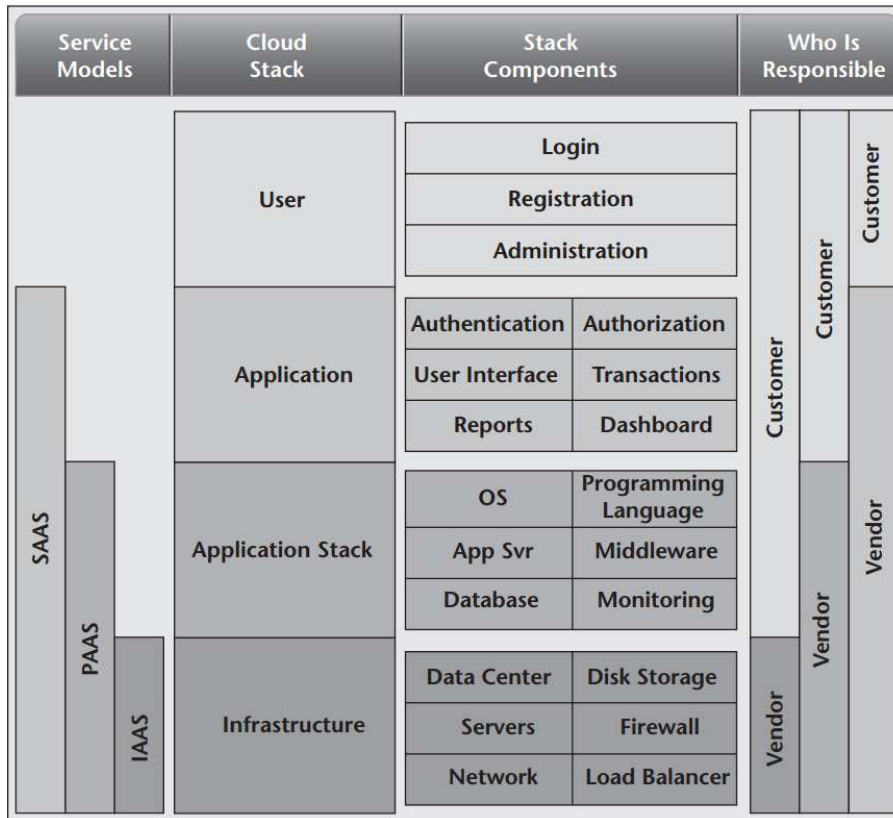 Service Models
Cloud Stack
Stack Components
Who Is Responsible
User
Login
Registration
Administration
Application
Authentication
Authorization
User Interface
Transactions
Reports
Dashboard
Application Stack
OS
Programming Language
App Svr
Middleware
Database
Monitoring
Infrastructure
Data Center
Disk Storage
Servers
Firewall
Network
Load Balancer
SAAS
PAAS
IAAS
Customer
Vendor
Customer
Vendor
Customer
Vendor